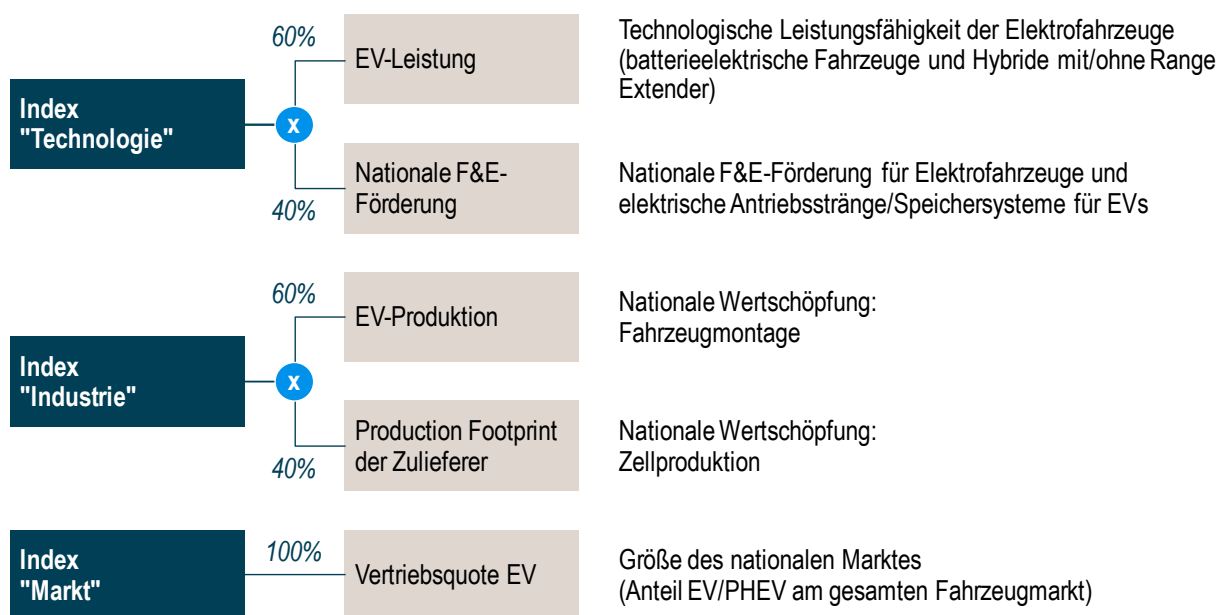 60%
EV-Leistung
Technologische Leistungsfähigkeit der Elektrofahrzeuge
(batterieelektrische Fahrzeuge und Hybride mit/ohne Range
Extender)
Index
"Technologie"
x
Nationale F&E-
Förderung
40%
Nationale F&E-Förderung für Elektrofahrzeuge und
elektrische Antriebsstränge/Speichersysteme für EVs
60%
EV-Produktion
Nationale Wertschöpfung:
Fahrzeugmontage
Index
"Industrie"
x
Production Footprint
der Zulieferer
40%
Nationale Wertschöpfung:
Zellproduktion
Index
"Markt"
100%
Vertriebsquote EV
Größe des nationalen Marktes
(Anteil EV/PHEV am gesamten Fahrzeugmarkt)